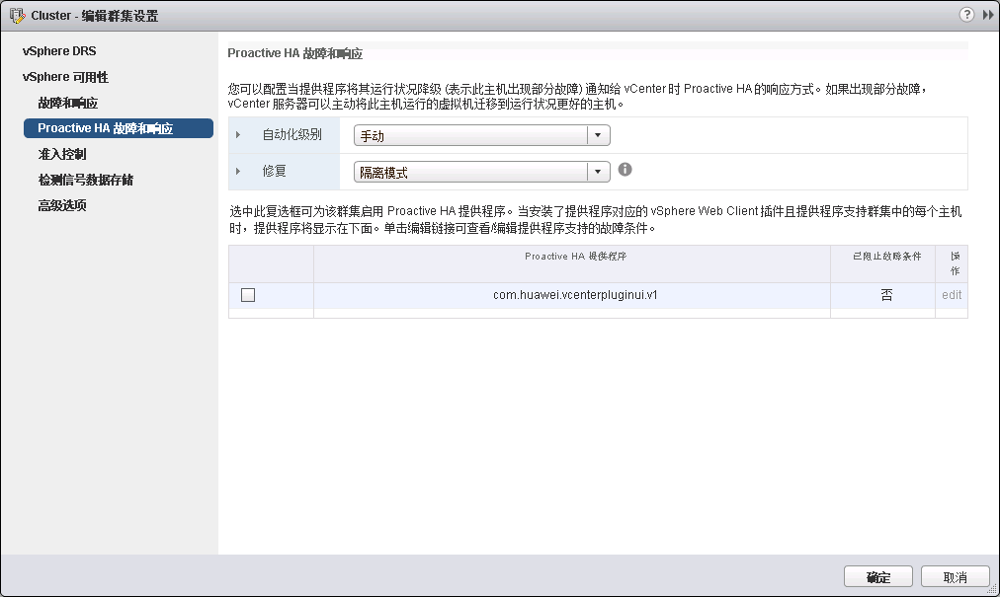 Cluster - 编辑群集设置
vSphere DRS
vSphere 可用性
故障和响应
Proactive HA 故障和响应
准入控制
检测信号数据存储
高级选项
Proactive HA 故障和响应
您可以配置当提供程序将其运行状况降级 (表示此主机出现部分故障) 通知给 vCenter 时 Proactive HA 的响应方式。如果出现部分故障，
vCenter 服务器可以主动将此主机运行的虚拟机迁移到运行状况更好的主机。
自动化级别 手动
修复 隔离模式
选中此复选框可为该群集启用 Proactive HA 提供程序。当安装了提供程序对应的 vSphere Web Client 插件且提供程序支持群集中的每个主机
时，提供程序将显示在下面。单击编辑链接可查看/编辑提供程序支持的故障条件。
Proactive HA 提供程序 已阻止故障条件 操
作
com.huawei.vcenterpluginui.v1 否 edit
确定 取消